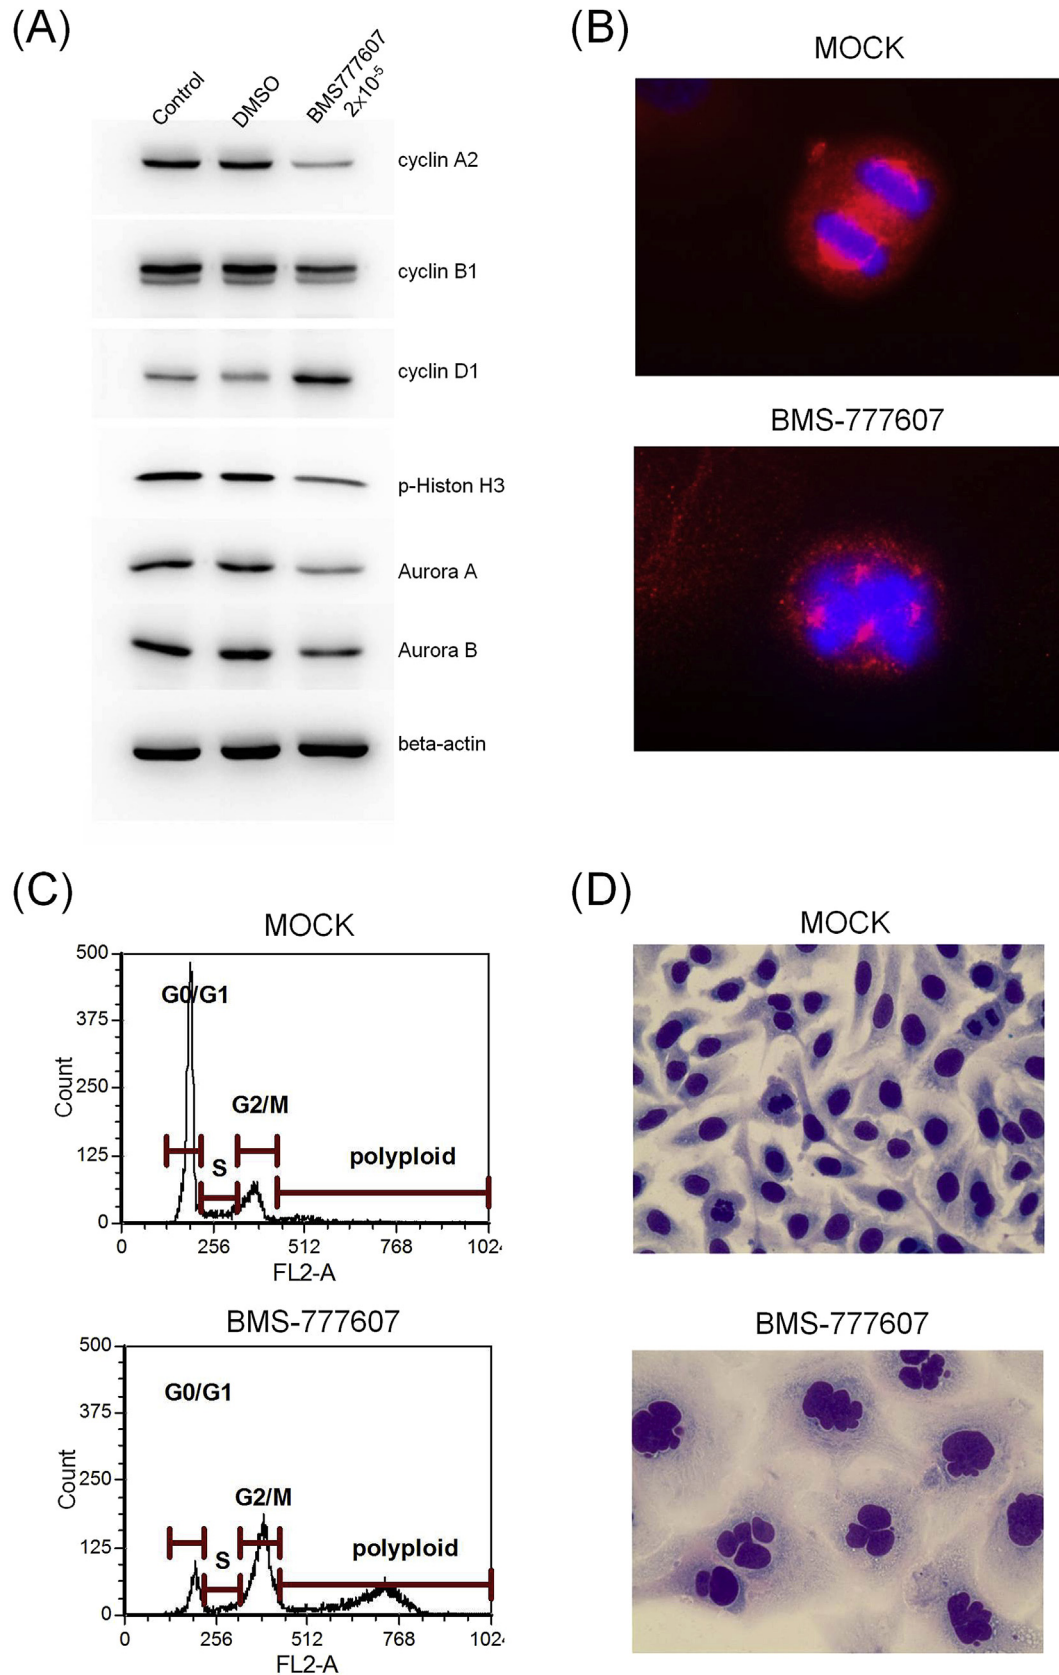 (A)
Control
DMSO
BMS777607
2x10-5
cyclin A2
cyclin B1
cyclin D1
p-Histon H3
Aurora A
Aurora B
beta-actin
(B)
MOCK
BMS-777607
(C)
MOCK
500
375
250
125
0
Count
G0/G1
S
G2/M
polyploid
0
256
512
768
1024
FL2-A
BMS-777607
500
375
250
125
0
Count
G0/G1
S
G2/M
polyploid
0
256
512
768
1024
FL2-A
(D)
MOCK
BMS-777607